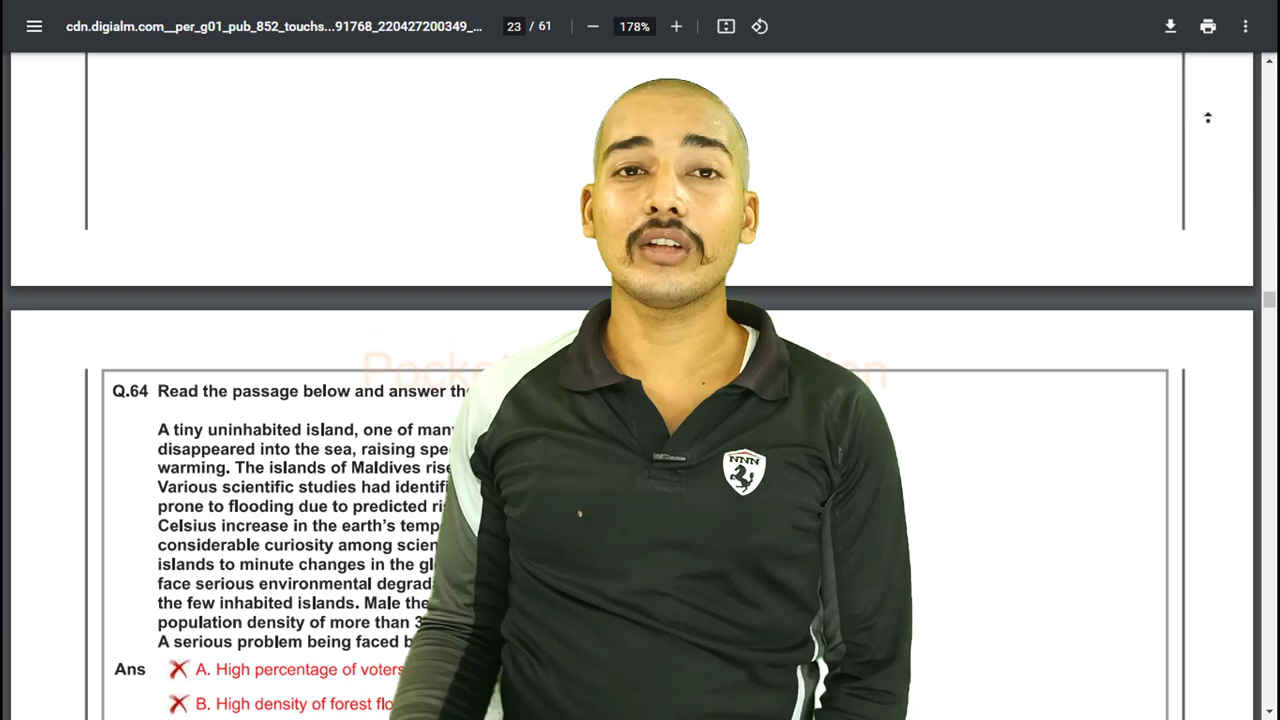 cdn.digialm.com__per_g01_pub_852_touchs...91768_220427200349_...
23 / 61
178%
Pocket
Q.64 Read the passage below and answer the
A tiny uninhabited island, one of many
disappeared into the sea, raising spe
warming. The islands of Maldives rise
Various scientific studies had identifi
prone to flooding due to predicted ri
Celsius increase in the earth's temp
considerable curiosity among scien
islands to minute changes in the gl
face serious environmental degrad
the few inhabited islands. Male the
population density of more than 3
A serious problem being faced b
Ans
A. High percentage of voters
B. High density of forest flo
NNN